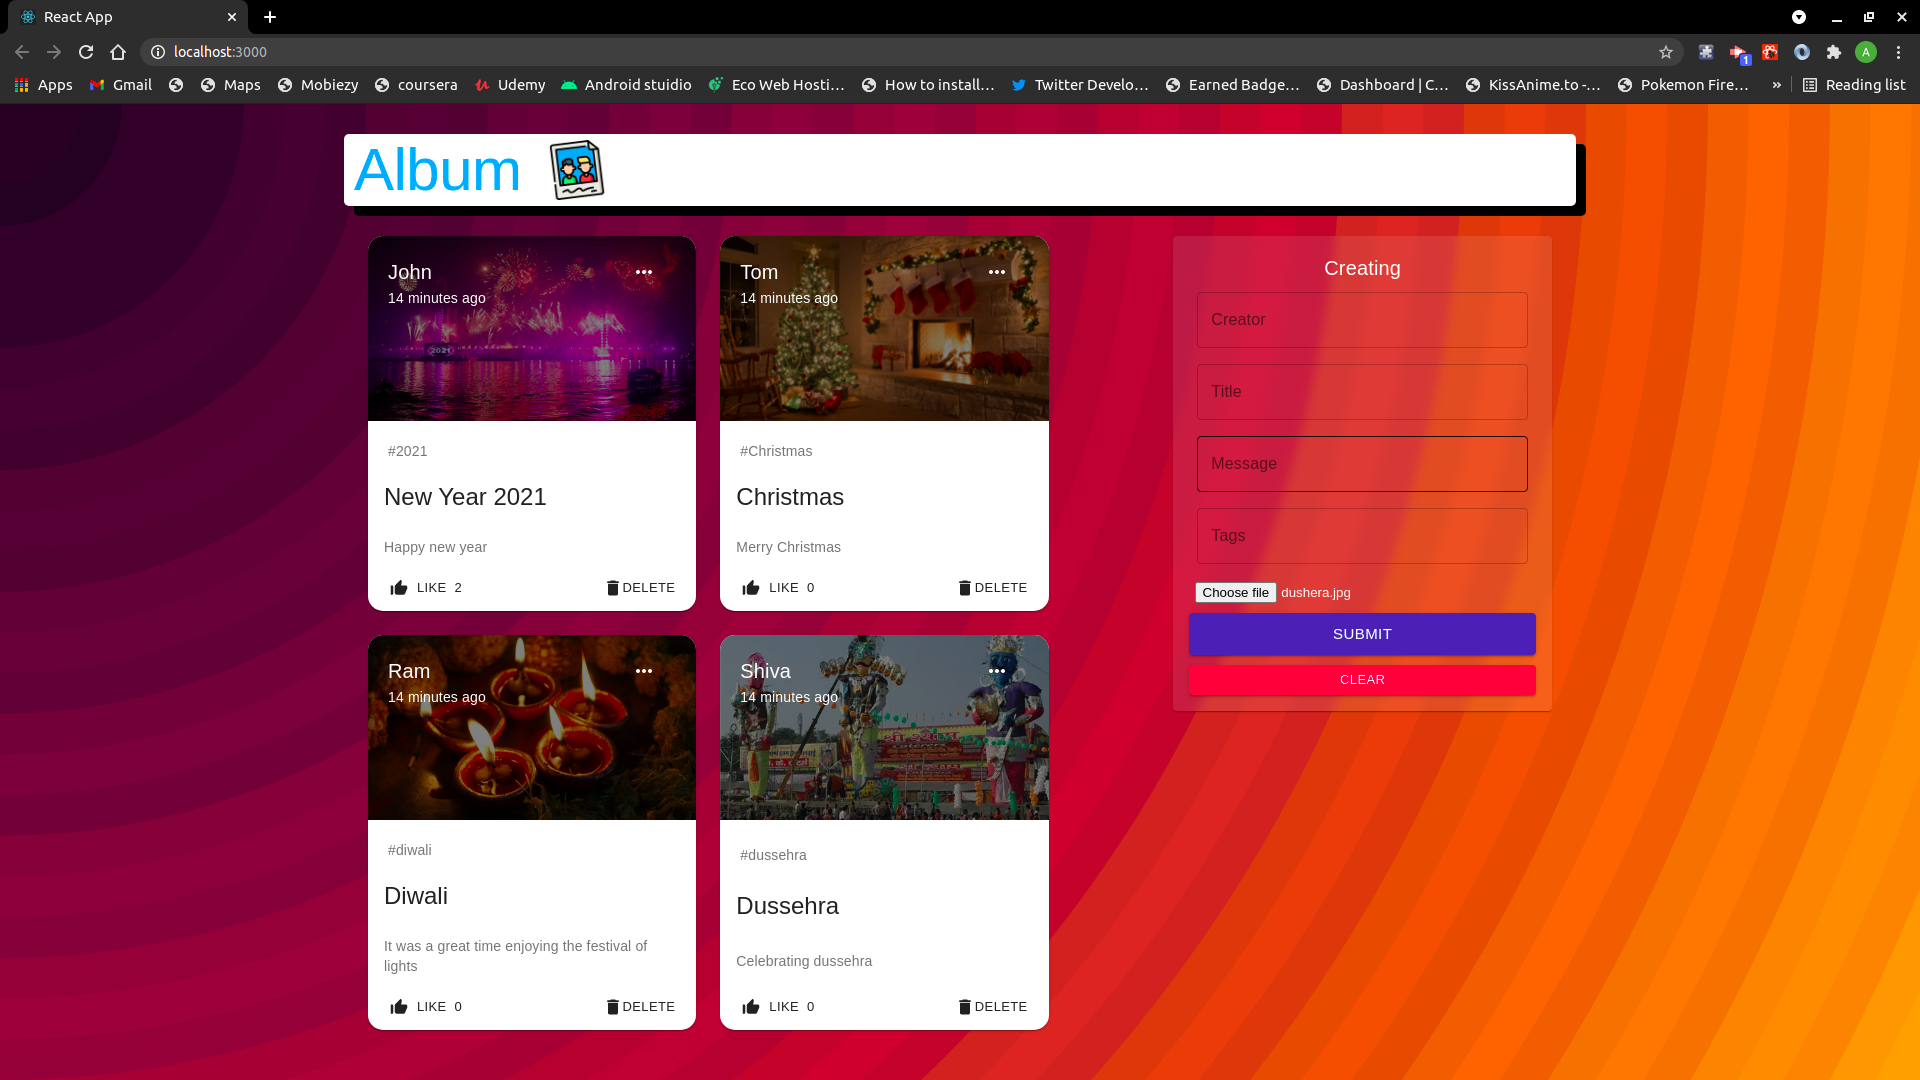 React App
localhost:3000
1
A
Apps
Gmail
Maps
Mobiezy
coursera
Udemy
Android stuidio
Eco Web Hosti...
How to install...
Twitter Develo...
Earned Badge...
Dashboard | C...
KissAnime.to -...
Pokemon Fire...
»
Reading list
Album
John
14 minutes ago
2021
#2021
New Year 2021
Happy new year
LIKE 2
DELETE
Tom
14 minutes ago
#Christmas
Christmas
Merry Christmas
LIKE 0
DELETE
Ram
14 minutes ago
#diwali
Diwali
It was a great time enjoying the festival of
lights
LIKE 0
DELETE
Shiva
14 minutes ago
#dussehra
Dussehra
Celebrating dussehra
LIKE 0
DELETE
Creating
Creator
Title
Message
Tags
Choose file dushera.jpg
SUBMIT
CLEAR